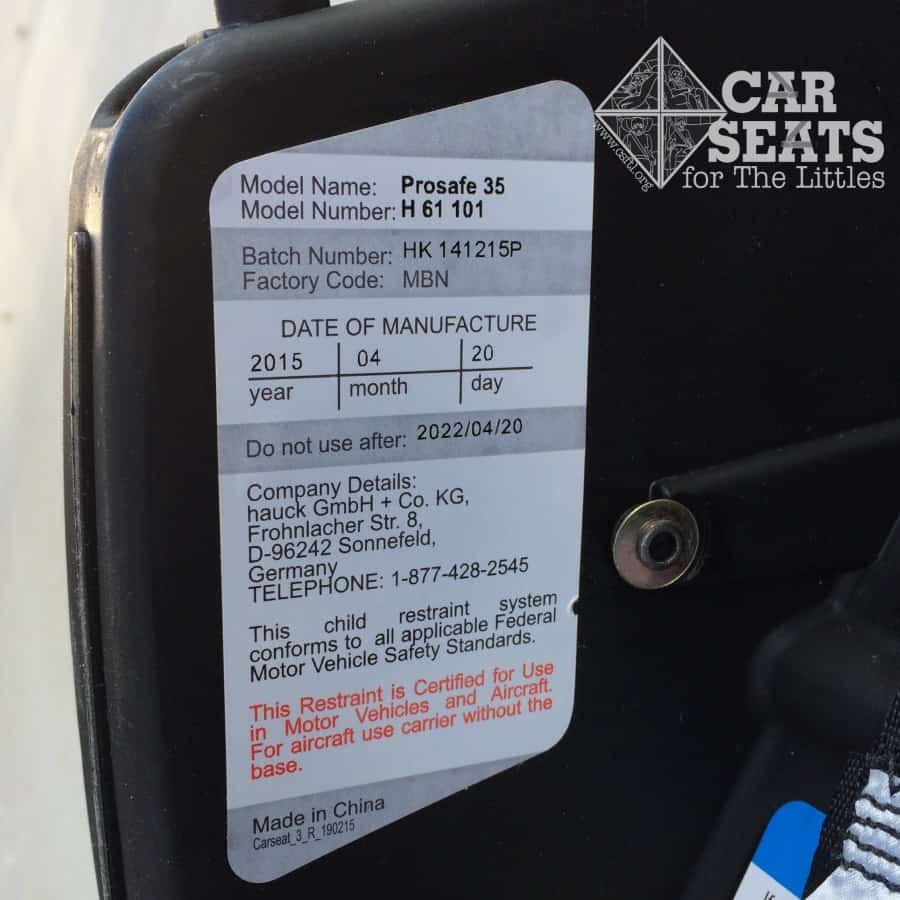 CAR
SEATS
for The Littles
www.csftl.org
Model Name: Prosafe 35
Model Number: H 61 101
Batch Number: HK 141215P
Factory Code: MBN
DATE OF MANUFACTURE
2015 04 20
year month day
Do not use after: 2022/04/20
Company Details:
hauck GmbH + Co. KG,
Frohnlacher Str. 8,
D-96242 Sonnefeld,
Germany
TELEPHONE: 1-877-428-2545
This child restraint system
conforms to all applicable Federal
Motor Vehicle Safety Standards.
This Restraint is Certified for Use
in Motor Vehicles and Aircraft.
For aircraft use carrier without the
base.
Made in China
Carseat_3_R_190215